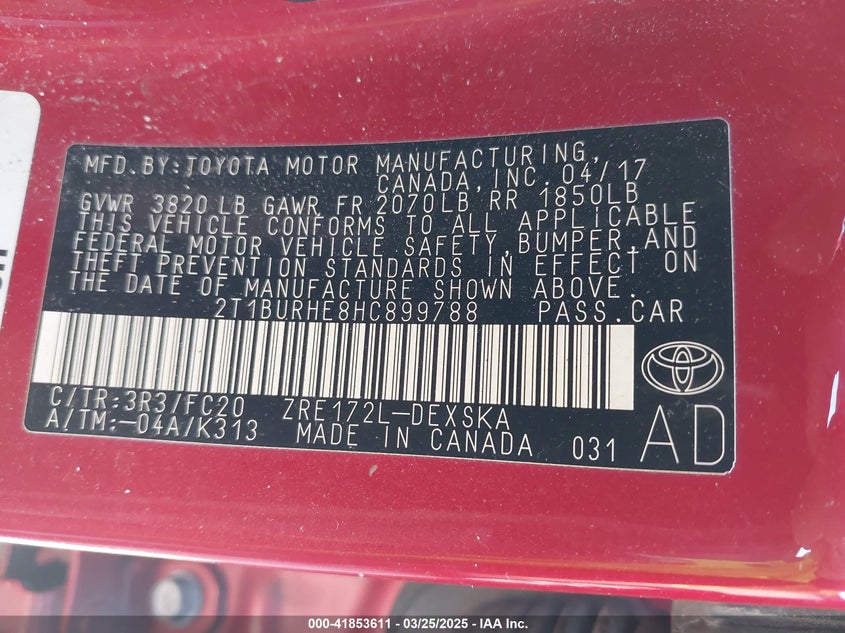 MFD.BY:TOYOTA MOTOR MANUFACTURING,
CANADA,INC. 04/17
GVWR 3820 LB GAWR FR 2070LB RR 1850LB
THIS VEHICLE CONFORMS TO ALL APPLICABLE
FEDERAL MOTOR VEHICLE SAFETY,BUMPER,AND
THEFT PREVENTION STANDARDS IN EFFECT ON
THE DATE OF MANUFACTURE SHOWN ABOVE.
2T1BURHE8HC899788 PASS.CAR
C/TR:3R3/FC20 ZRE172L-DEXSKA
A/TM:-04A/K313 MADE IN CANADA 031 AD
000-41853611 - 03/25/2025 - IAA Inc.